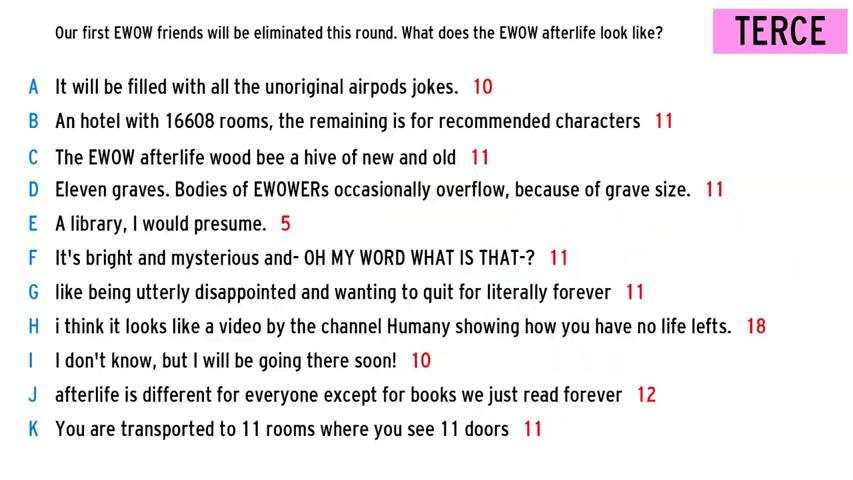 Our first EWOW friends will be eliminated this round. What does the EWOW afterlife look like?
TERCE
A It will be filled with all the unoriginal airpods jokes. 10
B An hotel with 16608 rooms, the remaining is for recommended characters 11
C The EWOW afterlife wood bee a hive of new and old 11
D Eleven graves. Bodies of EWOWERs occasionally overflow, because of grave size. 11
E A library, I would presume. 5
F It's bright and mysterious and- OH MY WORD WHAT IS THAT-? 11
G like being utterly disappointed and wanting to quit for literally forever 11
H i think it looks like a video by the channel Humany showing how you have no life lefts. 18
I I don't know, but I will be going there soon! 10
J afterlife is different for everyone except for books we just read forever 12
K You are transported to 11 rooms where you see 11 doors 11